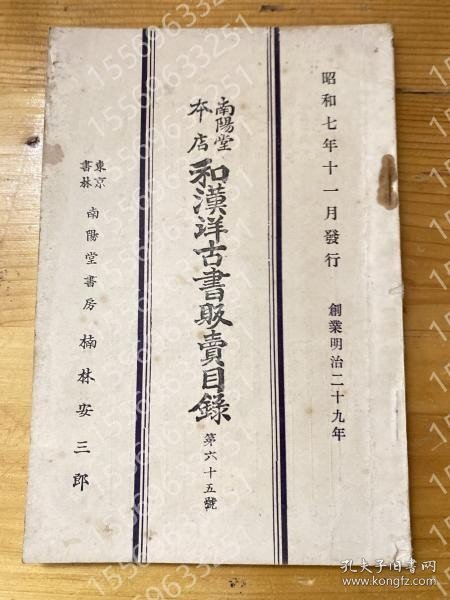 昭和七年十一月發行
創業明治二十九年
南陽堂
本店
和漢洋古書販賣目錄
第六十五號
東京
書林
南陽堂書房
楠林安三郎
15569633251
孔夫子旧书网
www.kongfz.com